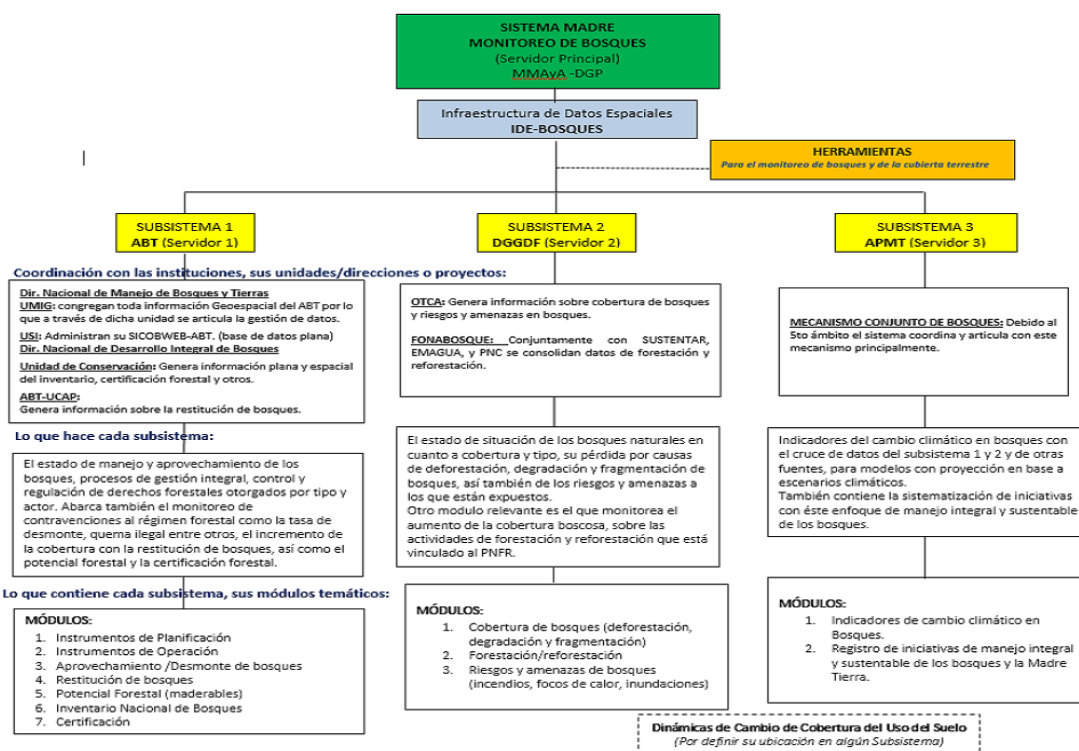 SISTEMA MADRE
MONITOREO DE BOSQUES
(Servidor Principal)
MMAyA -DGP
Infraestructura de Datos Espaciales
IDE-BOSQUES
HERRAMIENTAS
Para el monitoreo de bosques y de la cubierta terrestre
SUBSISTEMA 1
ABT (Servidor 1)
SUBSISTEMA 2
DGGDF (Servidor 2)
SUBSISTEMA 3
APMT (Servidor 3)
Coordinación con las instituciones, sus unidades/direcciones o proyectos:
Dir. Nacional de Manejo de Bosques y Tierras
UMIG: congregan toda información Geoespacial del ABT por lo
que a través de dicha unidad se articula la gestión de datos.
USI: Administran su SICOBWEB-ABT. (base de datos plana)
Dir. Nacional de Desarrollo Integral de Bosques
Unidad de Conservación: Genera información plana y espacial
del inventario, certificación forestal y otros.
ABT-UCAP:
Genera información sobre la restitución de bosques.
OTCA: Genera información sobre cobertura de bosques
y riesgos y amenazas en bosques.
FONABOSQUE: Conjuntamente con SUSTENTAR,
EMAGUA, y PNC se consolidan datos de forestación y
reforestación.
MECANISMO CONJUNTO DE BOSQUES: Debido al
5to ámbito el sistema coordina y articula con este
mecanismo principalmente.
Lo que hace cada subsistema:
El estado de manejo y aprovechamiento de los
bosques, procesos de gestión integral, control y
regulación de derechos forestales otorgados por tipo y
actor. Abarca también el monitoreo de
contravenciones al régimen forestal como la tasa de
desmonte, quema ilegal entre otros, el incremento de
la cobertura con la restitución de bosques, así como el
potencial forestal y la certificación forestal.
El estado de situación de los bosques naturales en
cuanto a cobertura y tipo, su pérdida por causas
de deforestación, degradación y fragmentación de
bosques, así también de los riesgos y amenazas a
los que están expuestos.
Otro modulo relevante es el que monitorea el
aumento de la cobertura boscosa, sobre las
actividades de forestación y reforestación que está
vinculado al PNFR.
Indicadores del cambio climático en bosques con
el cruce de datos del subsistema 1 y 2 y de otras
fuentes, para modelos con proyección en base a
escenarios climáticos.
También contiene la sistematización de iniciativas
con éste enfoque de manejo integral y sustentable
de los bosques.
Lo que contiene cada subsistema, sus módulos temáticos:
MÓDULOS:
1. Instrumentos de Planificación
2. Instrumentos de Operación
3. Aprovechamiento /Desmonte de bosques
4. Restitución de bosques
5. Potencial Forestal (maderables)
6. Inventario Nacional de Bosques
7. Certificación
MÓDULOS:
1. Cobertura de bosques (deforestación,
degradación y fragmentación)
2. Forestación/reforestación
3. Riesgos y amenazas de bosques
(incendios, focos de calor, inundaciones)
MÓDULOS:
1. Indicadores de cambio climático en
Bosques.
2. Registro de iniciativas de manejo integral
y sustentable de los bosques y la Madre
Tierra.
Dinámicas de Cambio de Cobertura del Uso del Suelo
(Por definir su ubicación en algún Subsistema)